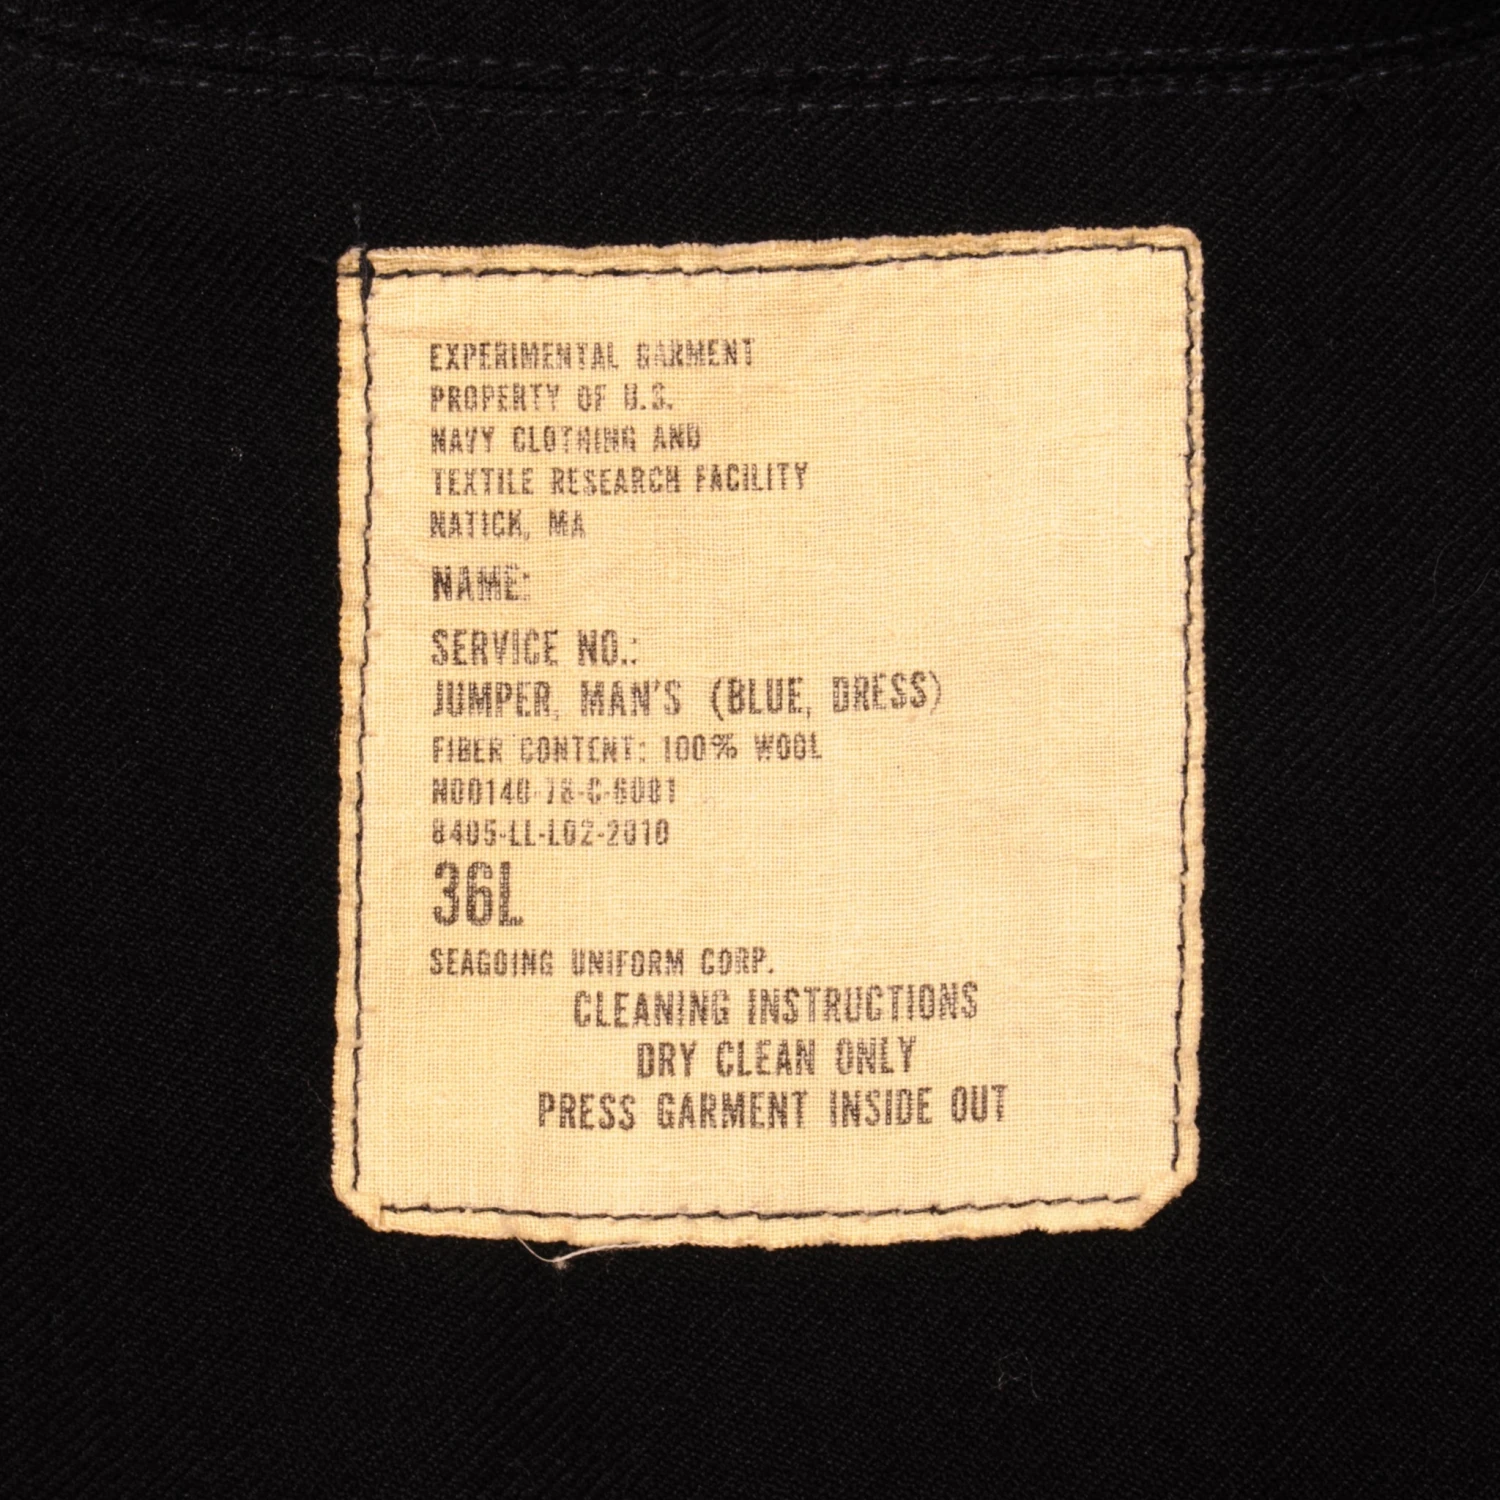 EXPERIMENTAL GARMENT
PROPERTY OF U.S.
NAVY CLOTHING AND
TEXTILE RESEARCH FACILITY
NATICK, MA
NAME:
SERVICE NO.:
JUMPER, MAN'S (BLUE, DRESS)
FIBER CONTENT: 100% WOOL
N00140-78-C-6081
8405-LL-L02-2010
36L
SEAGOING UNIFORM CORP.
CLEANING INSTRUCTIONS
DRY CLEAN ONLY
PRESS GARMENT INSIDE OUT